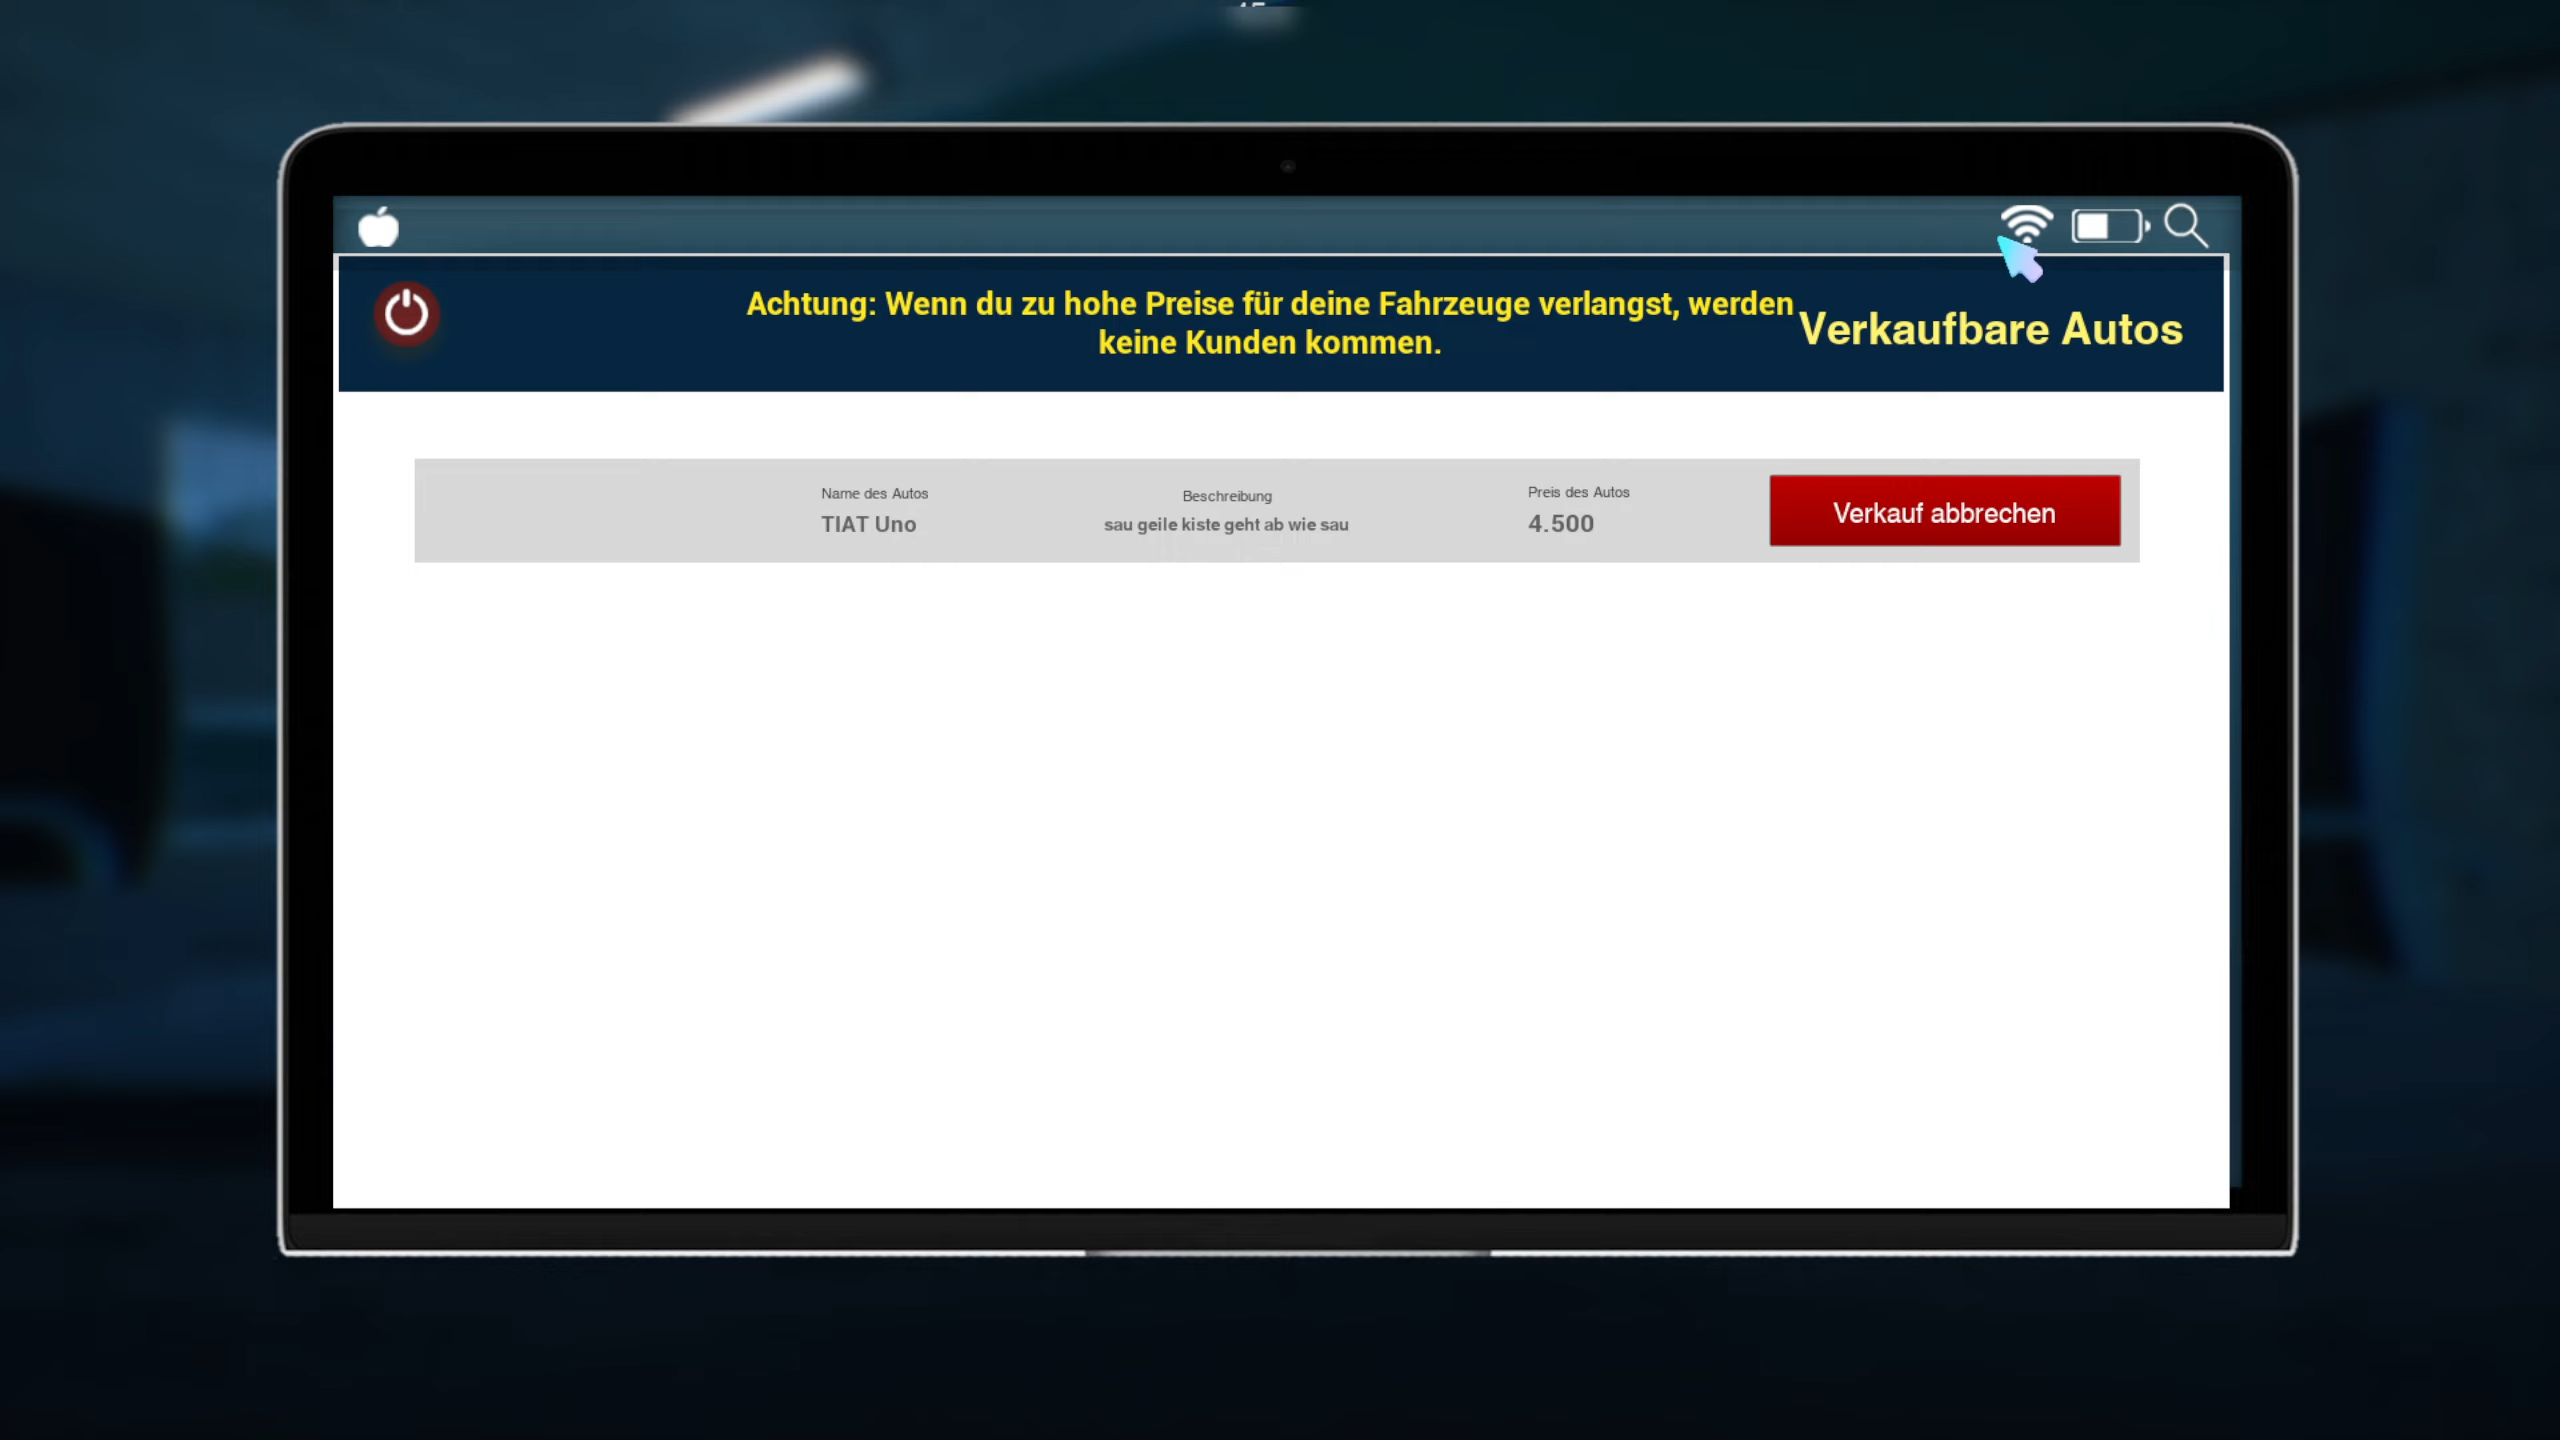 Achtung: Wenn du zu hohe Preise für deine Fahrzeuge verlangst, werden
keine Kunden kommen.
Verkaufbare Autos
Name des Autos
TIAT Uno
Beschreibung
sau geile kiste geht ab wie sau
Preis des Autos
4.500
Verkauf abbrechen